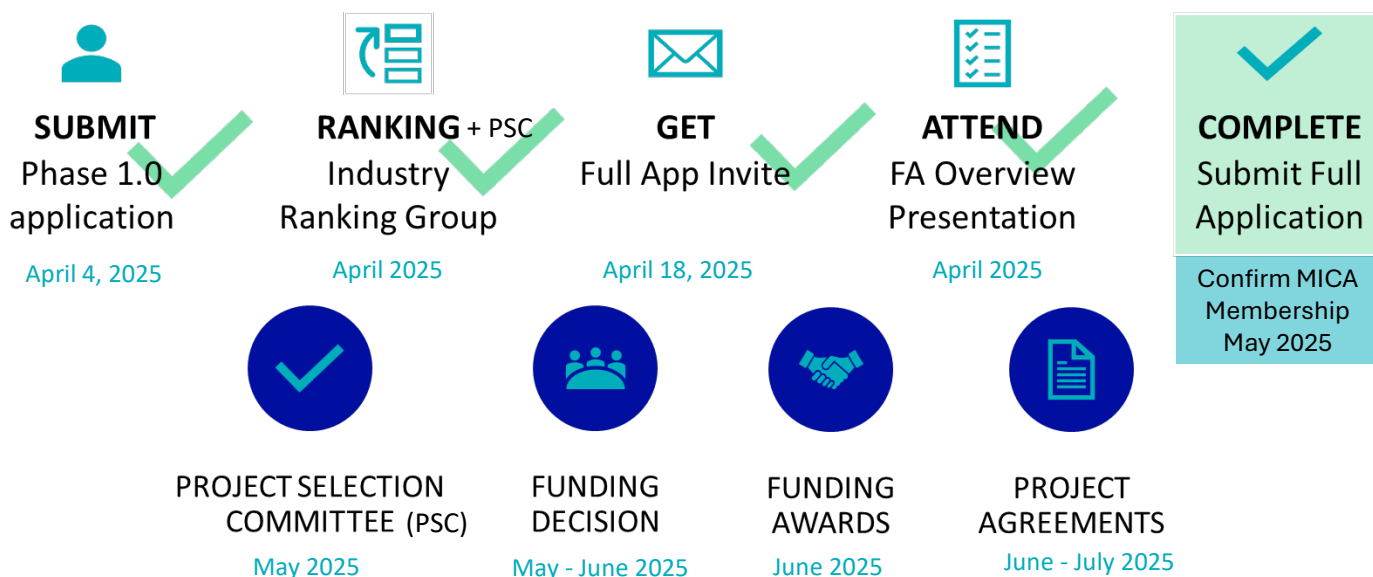 SUBMIT
Phase 1.0
application
April 4, 2025
RANKING + PSC
Industry
Ranking Group
April 2025
GET
Full App Invite
April 18, 2025
ATTEND
FA Overview
Presentation
April 2025
COMPLETE
Submit Full
Application
Confirm MICA
Membership
May 2025
PROJECT SELECTION
COMMITTEE (PSC)
May 2025
FUNDING
DECISION
May - June 2025
FUNDING
AWARDS
June 2025
PROJECT
AGREEMENTS
June - July 2025